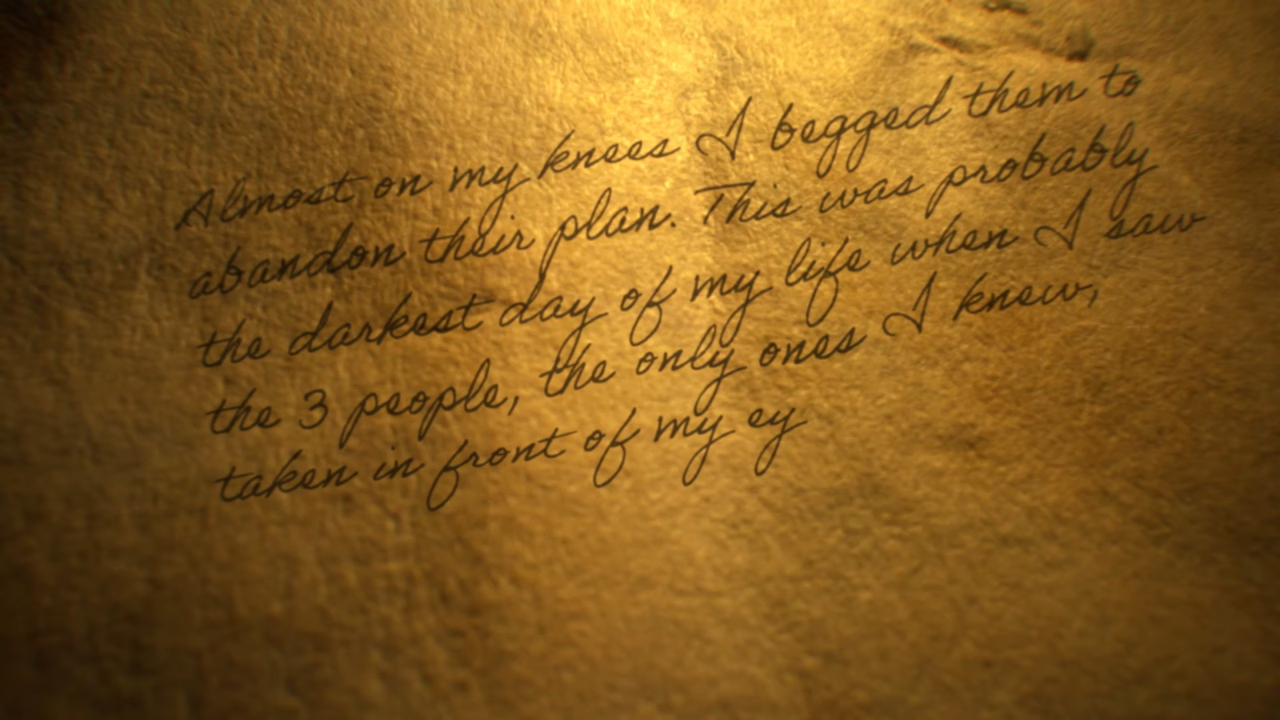 Almost on my knees I begged them to
abandon their plan. This was probably
the darkest day of my life when I saw
the 3 people, the only ones I knew,
taken in front of my ey